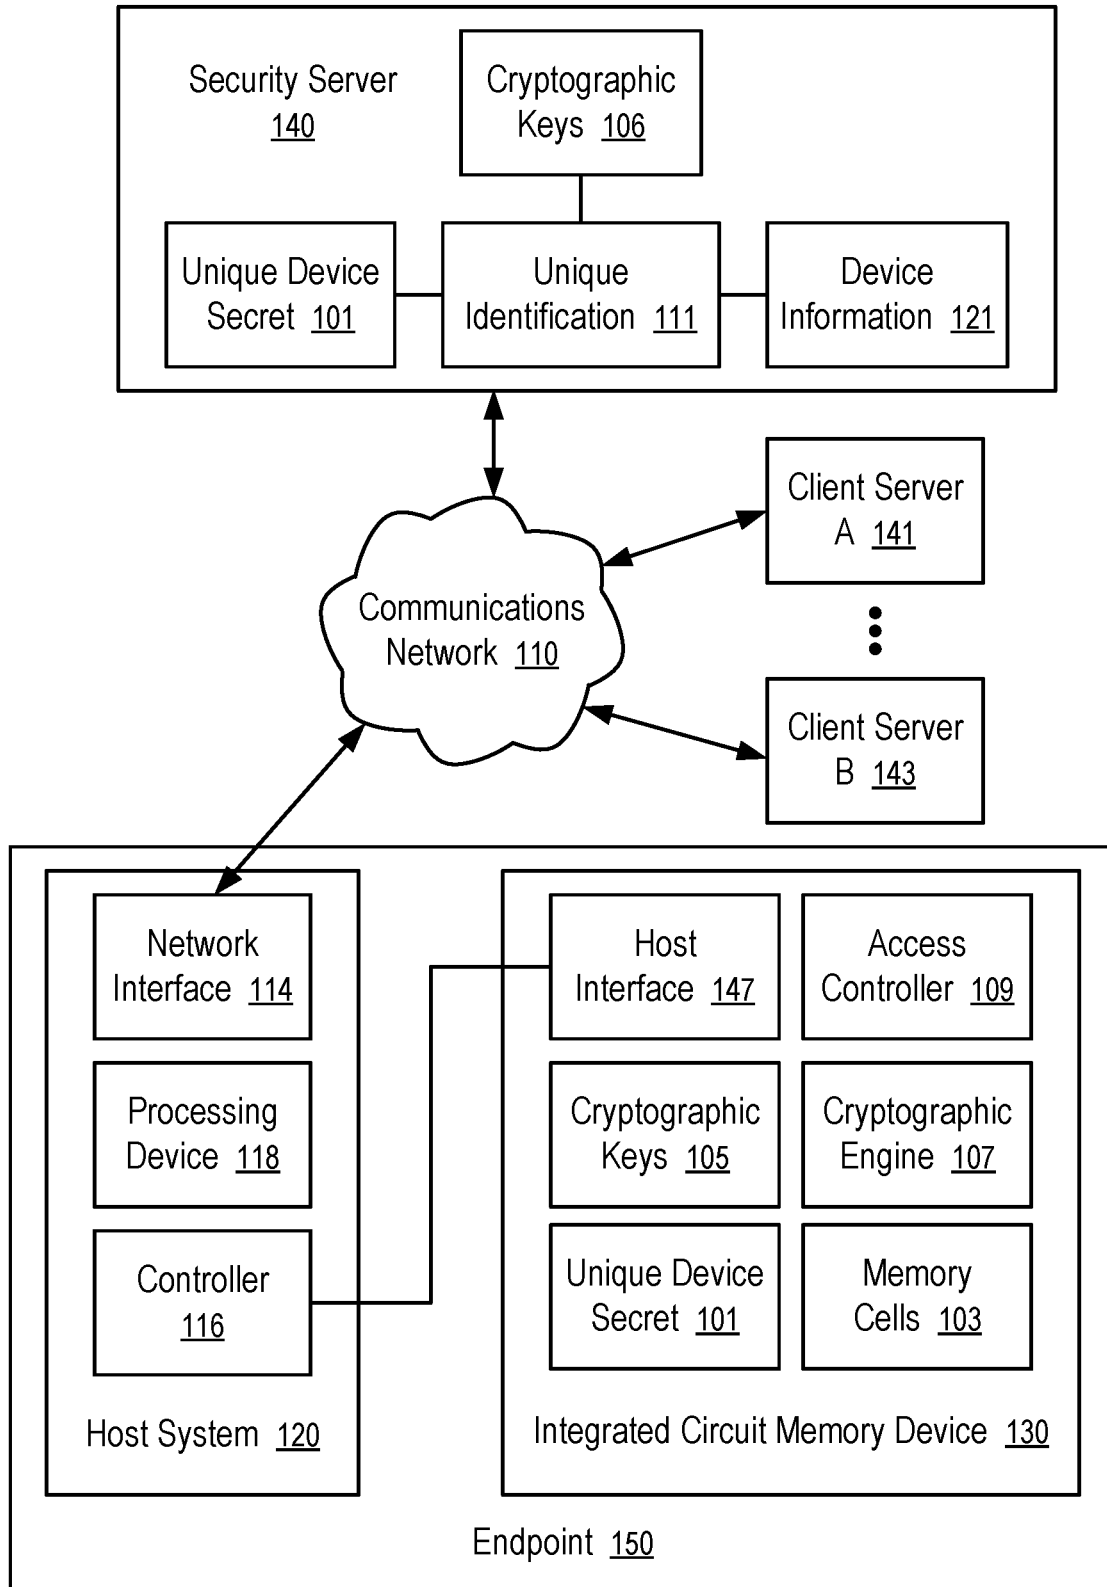 Security Server
140
Cryptographic
Keys 106
Unique Device
Secret 101
Unique
Identification 111
Device
Information 121
Communications
Network 110
Client Server
A 141
Client Server
B 143
Network
Interface 114
Processing
Device 118
Controller
116
Host System 120
Host
Interface 147
Access
Controller 109
Cryptographic
Keys 105
Cryptographic
Engine 107
Unique Device
Secret 101
Memory
Cells 103
Integrated Circuit Memory Device 130
Endpoint 150